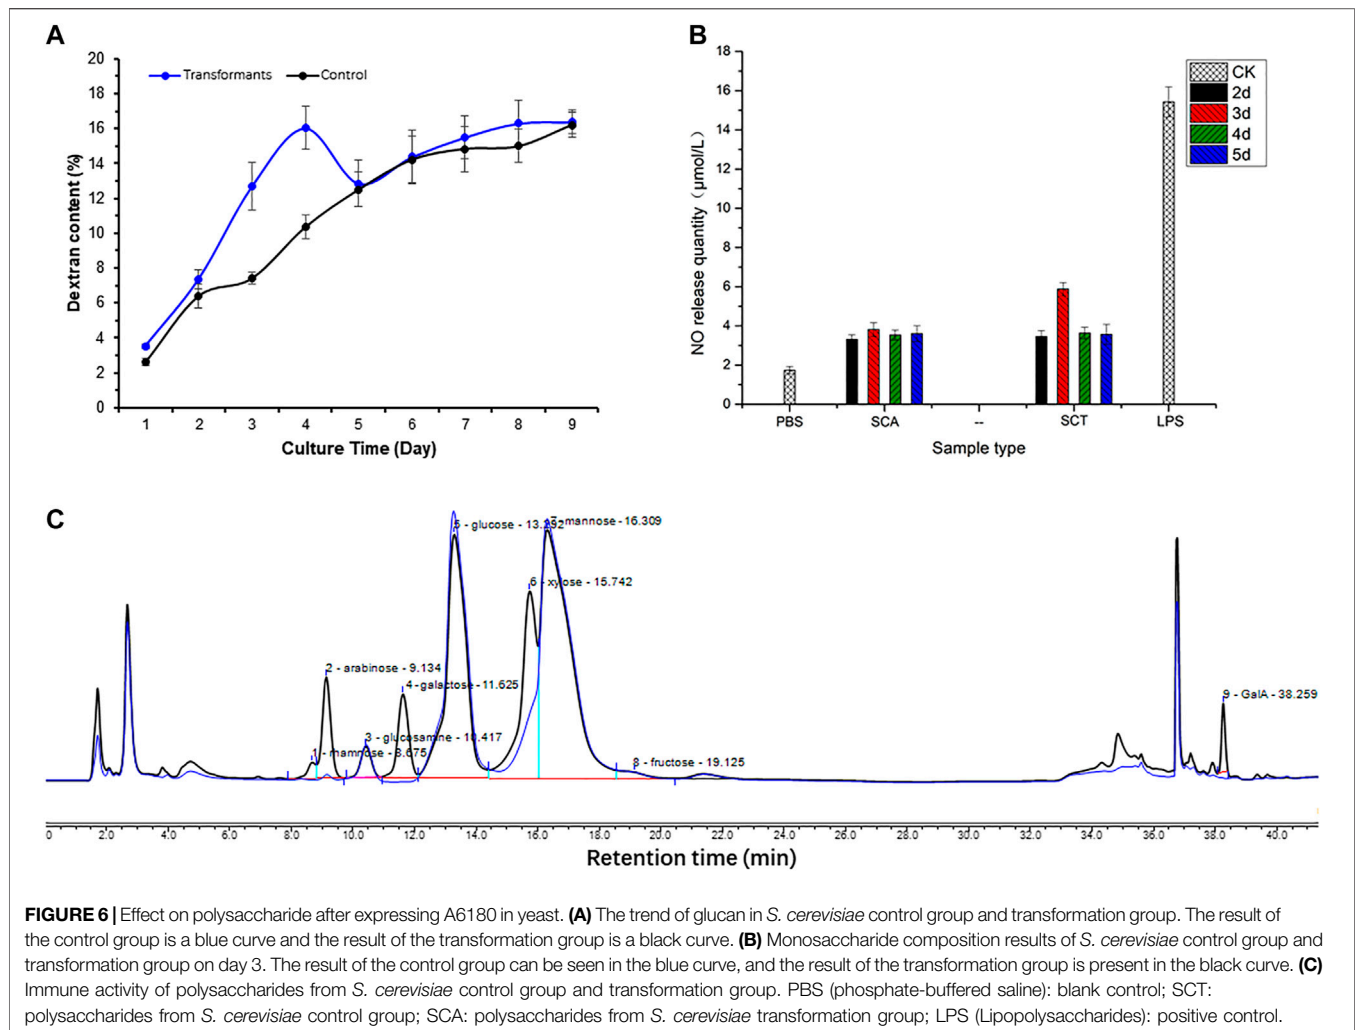 A
20
18
16
14
12
10
8
6
4
2
0
Dextran content (%)
Transformants
Control
1 2 3 4 5 6 7 8 9
Culture Time (Day)
B
18
16
14
12
10
8
6
4
2
0
NO release quantity (μmol/L)
CK
2d
3d
4d
5d
PBS SCA -- SCT LPS
Sample type
C
5 - glucose - 13.292
7 - mannose - 16.309
6 - xylose - 15.742
2 - arabinose - 9.134
4 - galactose - 11.625
9 - GalA - 38.259
3 - glucosamine - 10.417
1 - rhamnose - 8.675
8 - fructose - 19.125
0 2.0 4.0 6.0 8.0 10.0 12.0 14.0 16.0 18.0 20.0 22.0 24.0 26.0 28.0 30.0 32.0 34.0 36.0 38.0 40.0
Retention time (min)
FIGURE 6 | Effect on polysaccharide after expressing A6180 in yeast. (A) The trend of glucan in S. cerevisiae control group and transformation group. The result of
the control group is a blue curve and the result of the transformation group is a black curve. (B) Monosaccharide composition results of S. cerevisiae control group and
transformation group on day 3. The result of the control group can be seen in the blue curve, and the result of the transformation group is present in the black curve. (C)
Immune activity of polysaccharides from S. cerevisiae control group and transformation group. PBS (phosphate-buffered saline): blank control; SCT:
polysaccharides from S. cerevisiae control group; SCA: polysaccharides from S. cerevisiae transformation group; LPS (Lipopolysaccharides): positive control.